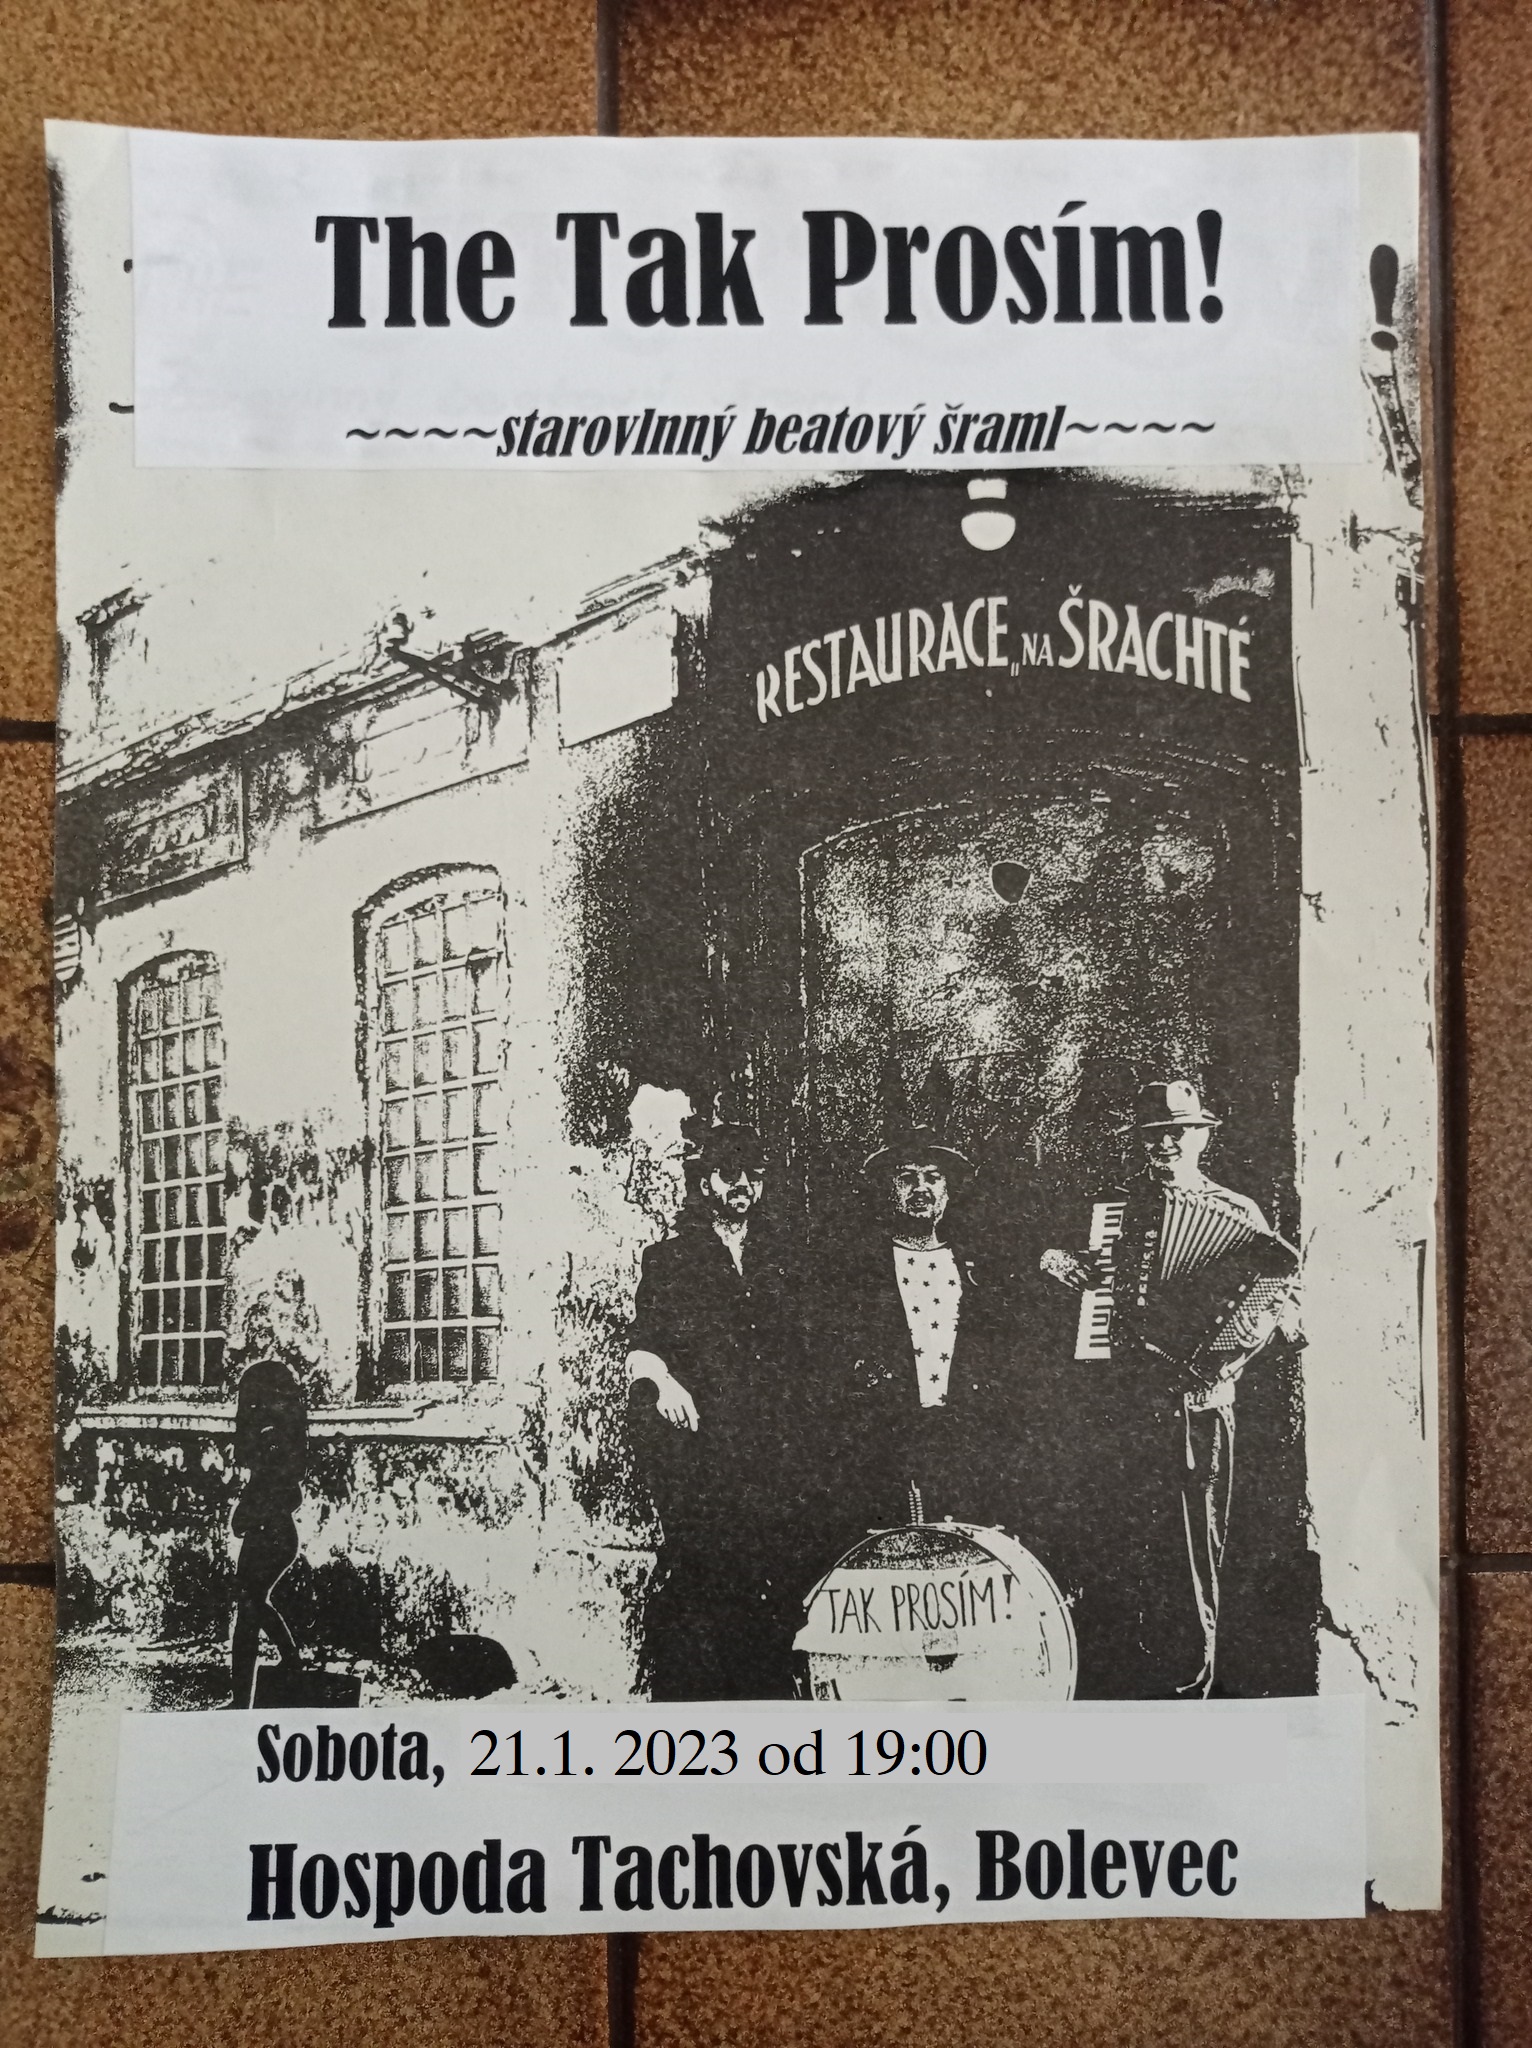 The Tak Prosím!
~~~~starovlnný beatový šraml~~~~
RESTAURACE „NA ŠRACHTĚ
TAK PROSÍM!
Sobota, 21.1. 2023 od 19:00
Hospoda Tachovská, Bolevec